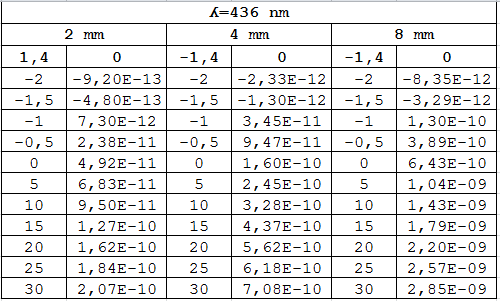 ʎ=436 nm
2 mm 4 mm 8 mm
1,4 0 -1,4 0 -1,4 0
-2 -9,20E-13 -2 -2,33E-12 -2 -8,35E-12
-1,5 -4,80E-13 -1,5 -1,30E-12 -1,5 -3,29E-12
-1 7,30E-12 -1 3,45E-11 -1 1,30E-10
-0,5 2,38E-11 -0,5 9,47E-11 -0,5 3,89E-10
0 4,92E-11 0 1,60E-10 0 6,43E-10
5 6,83E-11 5 2,45E-10 5 1,04E-09
10 9,50E-11 10 3,28E-10 10 1,43E-09
15 1,27E-10 15 4,37E-10 15 1,79E-09
20 1,62E-10 20 5,62E-10 20 2,20E-09
25 1,84E-10 25 6,18E-10 25 2,57E-09
30 2,07E-10 30 7,08E-10 30 2,85E-09